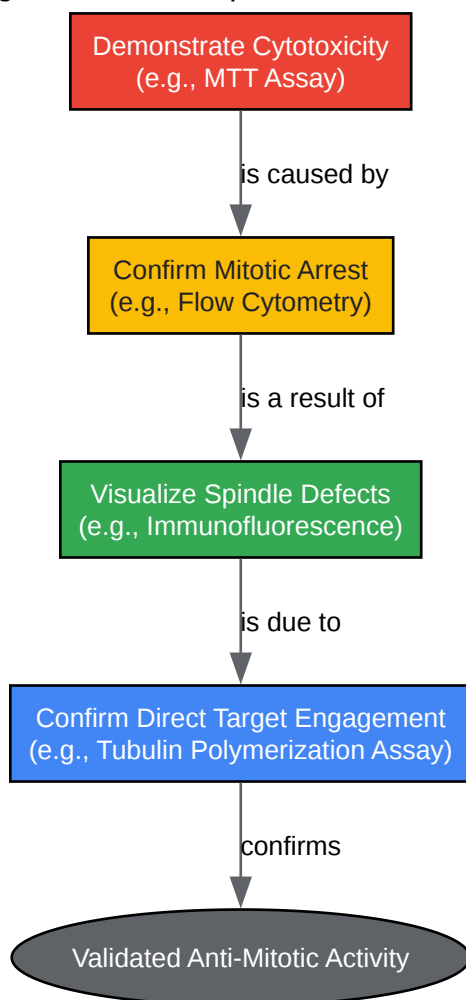 Demonstrate Cytotoxicity
(e.g., MTT Assay)
is caused by
Confirm Mitotic Arrest
(e.g., Flow Cytometry)
is a result of
Visualize Spindle Defects
(e.g., Immunofluorescence)
is due to
Confirm Direct Target Engagement
(e.g., Tubulin Polymerization Assay)
confirms
Validated Anti-Mitotic Activity